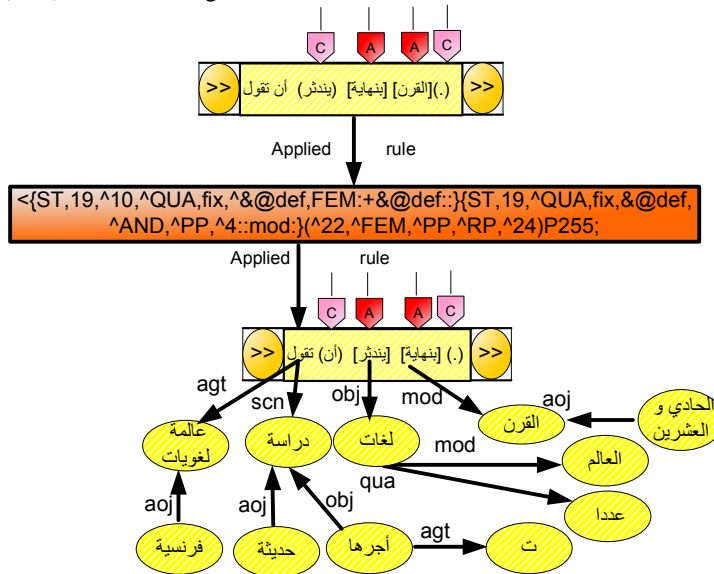 C A A C
>> أن تقول (يندثر) [بنهاية] [القرن](.) >>
Applied rule
<{ST,19,^10,^QUA,fix,^&@def,FEM:+&@def::}{ST,19,^QUA,fix,&@def,
^AND,^PP,^4::mod:}(^22,^FEM,^PP,^RP,^24)P255;
Applied rule
C A A C
>> تقول (أن) [يندثر] [بنهاية] (.) >>
agt scn obj mod aoj
الحادي و
العشرين
القرن
عالمة
لغويات
دراسة
لغات
mod
العالم
qua
عددا
aoj aoj obj agt
فرنسية
حديثة
أجرها
ت